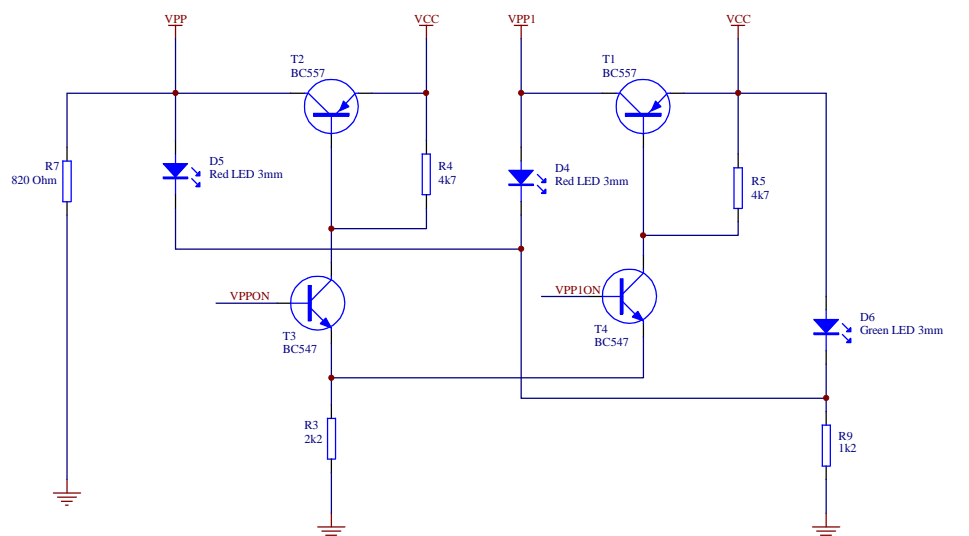 VPP
VCC
VPP1
VCC
T2
BC557
T1
BC557
R7
820 Ohm
D5
Red LED 3mm
R4
4k7
D4
Red LED 3mm
R5
4k7
VPPON
VPP1ON
T3
BC547
T4
BC547
D6
Green LED 3mm
R3
2k2
R9
1k2